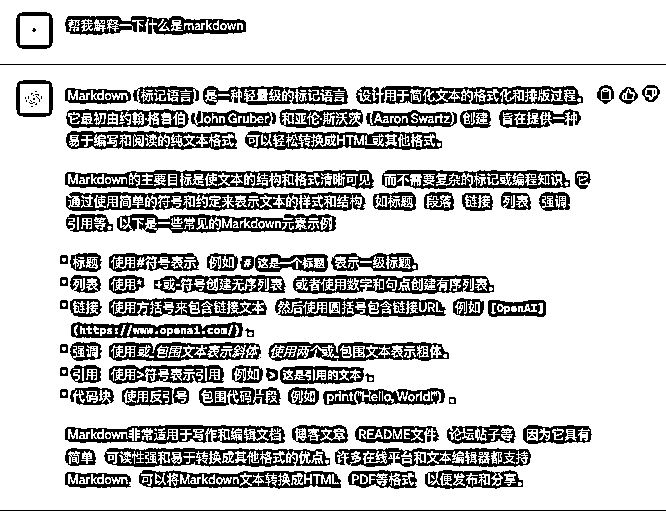 帮我解释一下什么是markdown
Markdown（标记语言）是一种轻量级的标记语言，设计用于简化文本的格式化和排版过程。
它最初由约翰·格鲁伯（John Gruber）和亚伦·斯沃茨（Aaron Swartz）创建，旨在提供一种
易于编写和阅读的纯文本格式，可以轻松转换成HTML或其他格式。
Markdown的主要目标是使文本的结构和格式清晰可见，而不需要复杂的标记或编程知识。它
通过使用简单的符号和约定来表示文本的样式和结构，如标题、段落、链接、列表、强调、
引用等。以下是一些常见的Markdown元素示例：
标题：使用#符号表示，例如 # 这是一个标题 表示一级标题。
列表：使用*、+或-符号创建无序列表，或者使用数字和句点创建有序列表。
链接：使用方括号来包含链接文本，然后使用圆括号包含链接URL，例如 [OpenAI]
(https://www.openai.com/)。
强调：使用或_包围文本表示斜体，使用两个或_包围文本表示粗体。
引用：使用>符号表示引用，例如 > 这是引用的文本。
代码块：使用反引号`包围代码片段，例如 print("Hello, World!")。
Markdown非常适用于写作和编辑文档、博客文章、README文件、论坛帖子等，因为它具有
简单、可读性强和易于转换成其他格式的优点。许多在线平台和文本编辑器都支持
Markdown，可以将Markdown文本转换成HTML、PDF等格式，以便发布和分享。